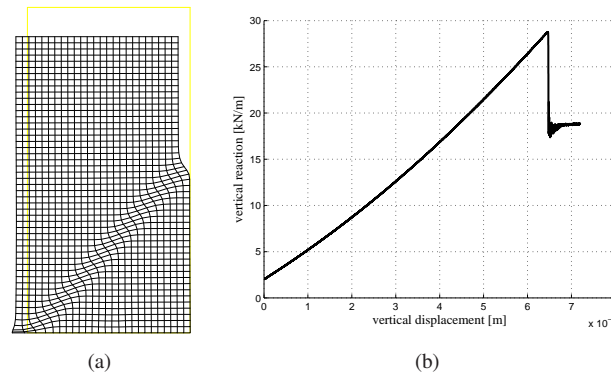 30
25
20
15
10
5
0
vertical reaction [kN/m]
0 1 2 3 4 5 6 7
vertical displacement [m]
x 10⁻
(a)
(b)